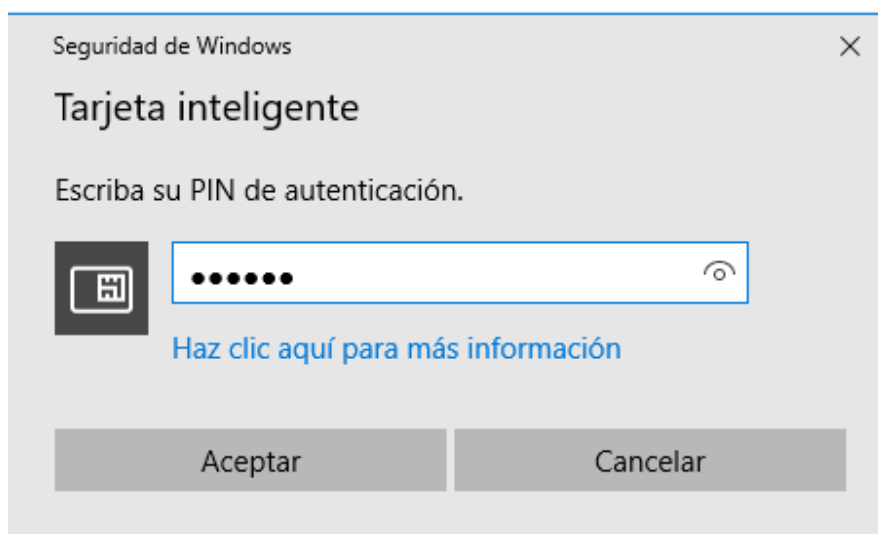 Seguridad de Windows
Tarjeta inteligente
Escriba su PIN de autenticación.
●●●●●●
Haz clic aquí para más información
Aceptar
Cancelar